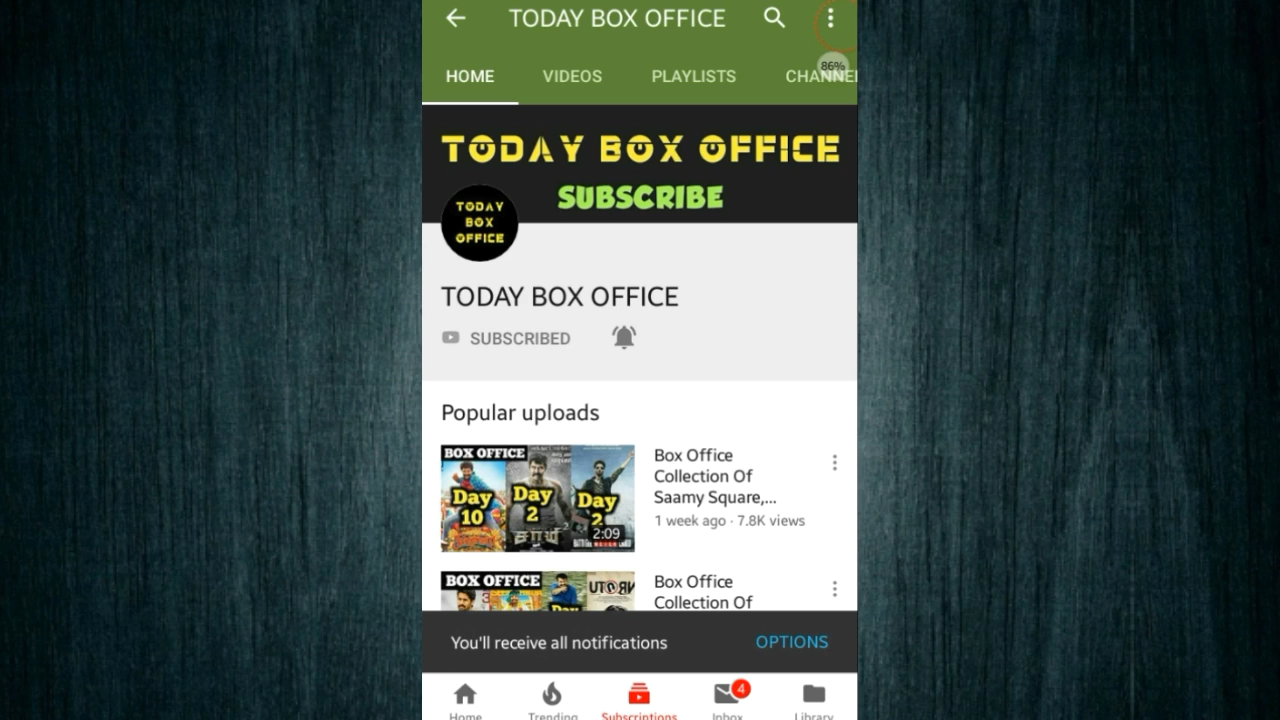 TODAY BOX OFFICE
86%
HOME VIDEOS PLAYLISTS CHANNEL
TODAY BOX OFFICE
SUBSCRIBE
TODAY
BOX
OFFICE
TODAY BOX OFFICE
SUBSCRIBED
Popular uploads
BOX OFFICE
Day
10
Day
2
Day
2
சாமி
2:09
Box Office
Collection Of
Saamy Square,...
1 week ago · 7.8K views
BOX OFFICE
Day
Box Office
Collection Of
You'll receive all notifications OPTIONS
4
Home Trending Subscriptions Inbox Library